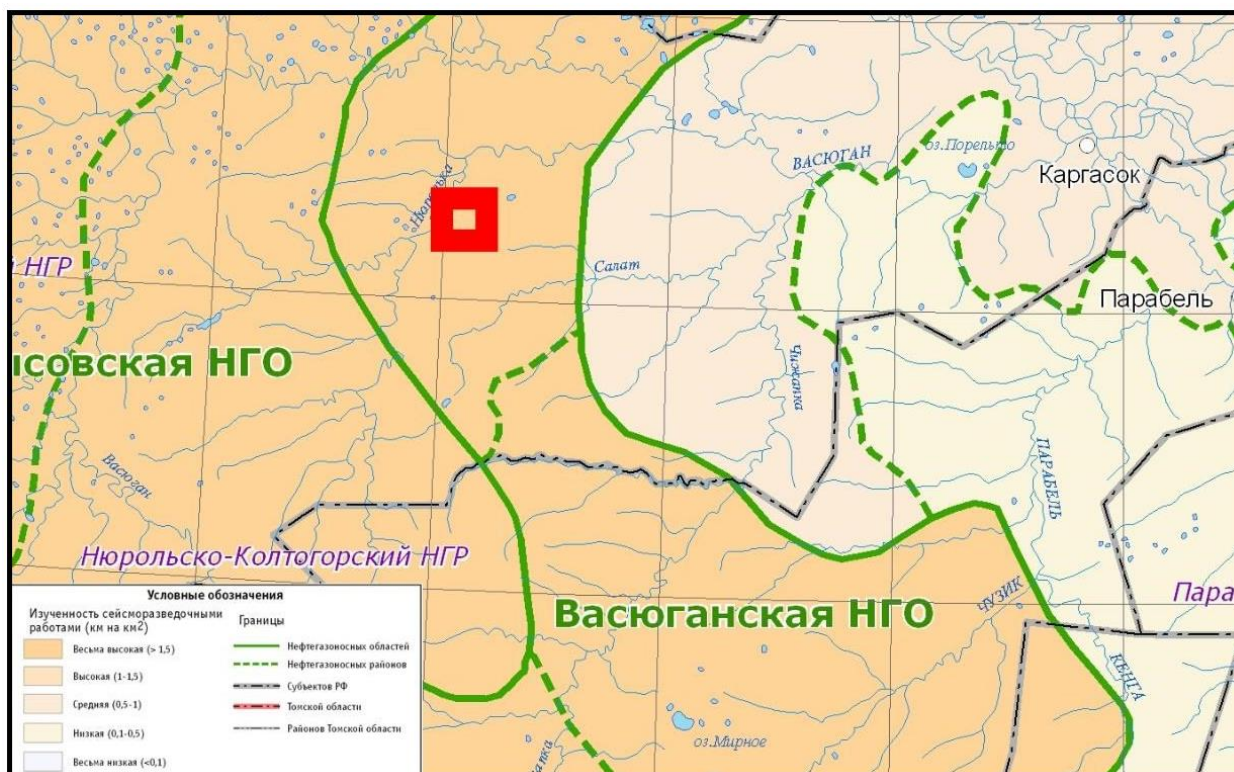 ВАСЮГАН
оз.Порельто
Каргасок
Нюролька
Салат
й НГР
Парабель
Чижапка
ысовская НГО
ПАРАБЕЛЬ
Васюган
Нюрольско-Колтогорский НГР
Васюганская НГО
ЧУЗИК
Пара
КЕНГА
оз.Мирное
апка
Условные обозначения
Изученность сейсморазведочными
работами (км на км2)
Весьма высокая (> 1,5)
Высокая (1-1,5)
Средняя (0,5-1)
Низкая (0,1-0,5)
Весьма низкая (<0,1)
Границы
Нефтегазоносных областей
Нефтегазоносных районов
Субъектов РФ
Томской области
Районов Томской области